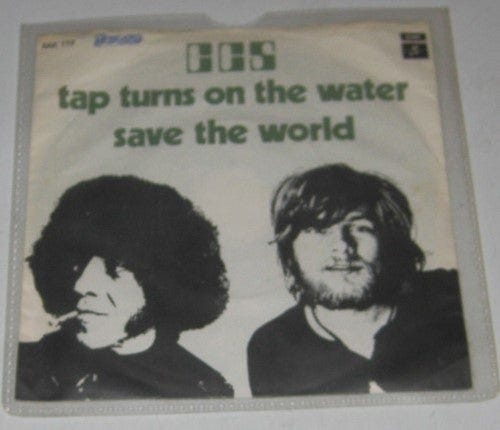 CCS
tap turns on the water
save the world